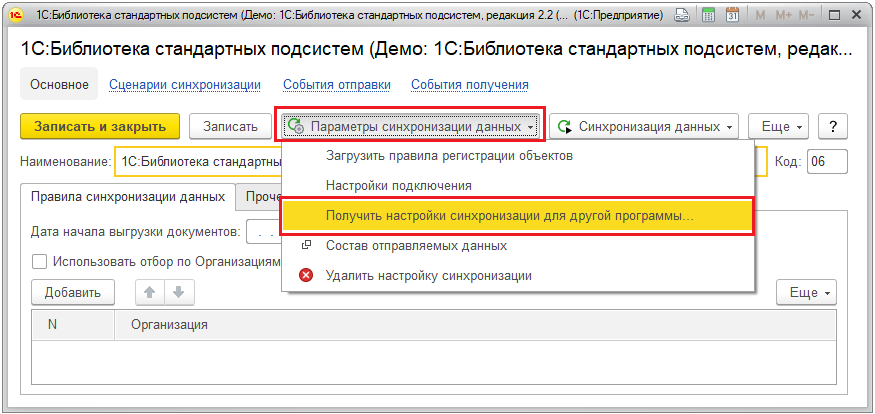 1С:Библиотека стандартных подсистем (Демо: 1С:Библиотека стандартных подсистем, редакция 2.2 (... (1С:Предприятие) 31 M M+ M−
1С:Библиотека стандартных подсистем (Демо: 1С:Библиотека стандартных подсистем, редак...
Основное Сценарии синхронизации События отправки События получения
Записать и закрыть Записать Параметры синхронизации данных Синхронизация данных Еще ?
Наименование: 1С:Библиотека стандартны Код: 06
Загрузить правила регистрации объектов
Настройки подключения
Получить настройки синхронизации для другой программы...
Состав отправляемых данных
Удалить настройку синхронизации
Правила синхронизации данных Проче
Дата начала выгрузки документов: . .
Использовать отбор по Организациям
Добавить Еще
N Организация